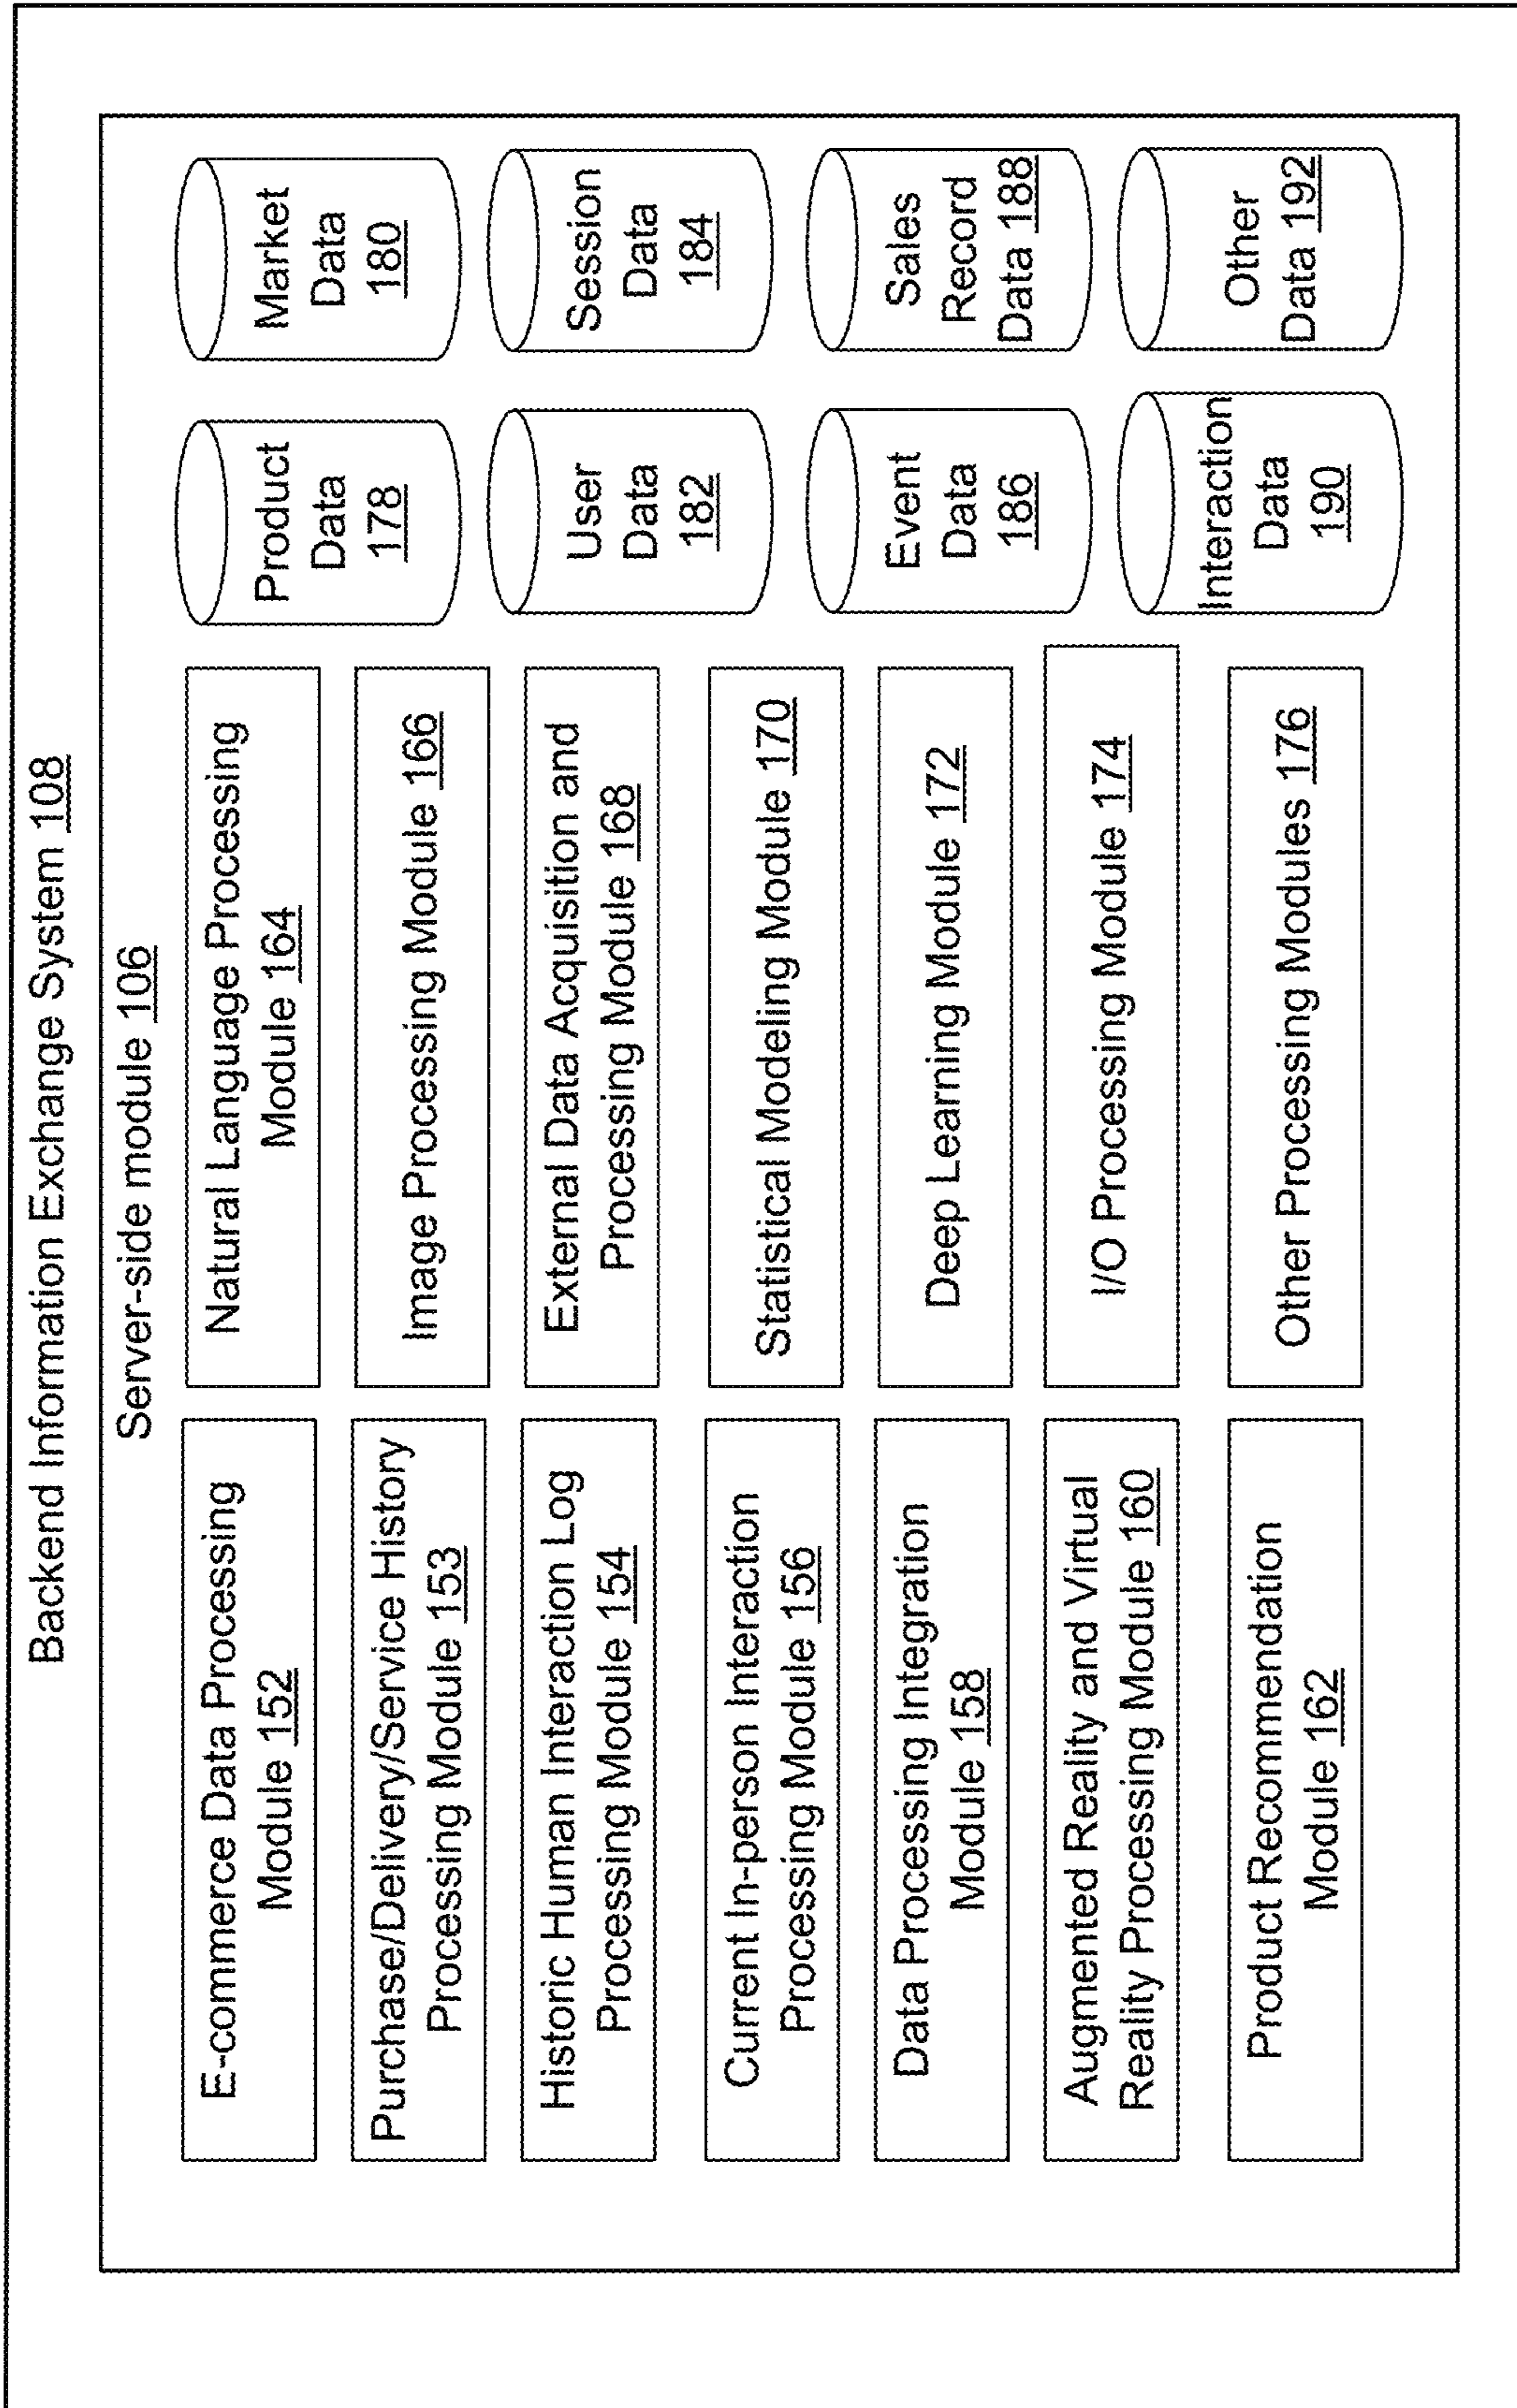 Backend Information Exchange System 108
Server-side module 106
E-commerce Data Processing
Module 152
Purchase/Delivery/Service History
Processing Module 153
Historic Human Interaction Log
Processing Module 154
Current In-person Interaction
Processing Module 156
Data Processing Integration
Module 158
Augmented Reality and Virtual
Reality Processing Module 160
Product Recommendation
Module 162
Natural Language Processing
Module 164
Image Processing Module 166
External Data Acquisition and
Processing Module 168
Statistical Modeling Module 170
Deep Learning Module 172
I/O Processing Module 174
Other Processing Modules 176
Product
Data
178
Market
Data
180
User
Data
182
Session
Data
184
Event
Data
186
Sales
Record
Data 188
Interaction
Data
190
Other
Data 192